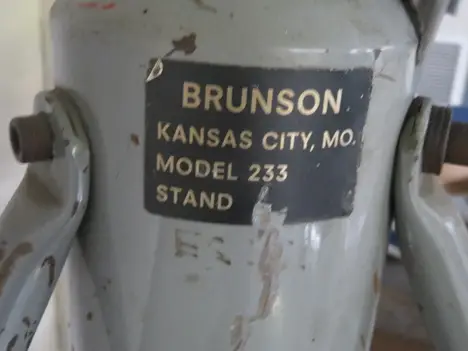 BRUNSON
KANSAS CITY, MO.
MODEL 233
STAND